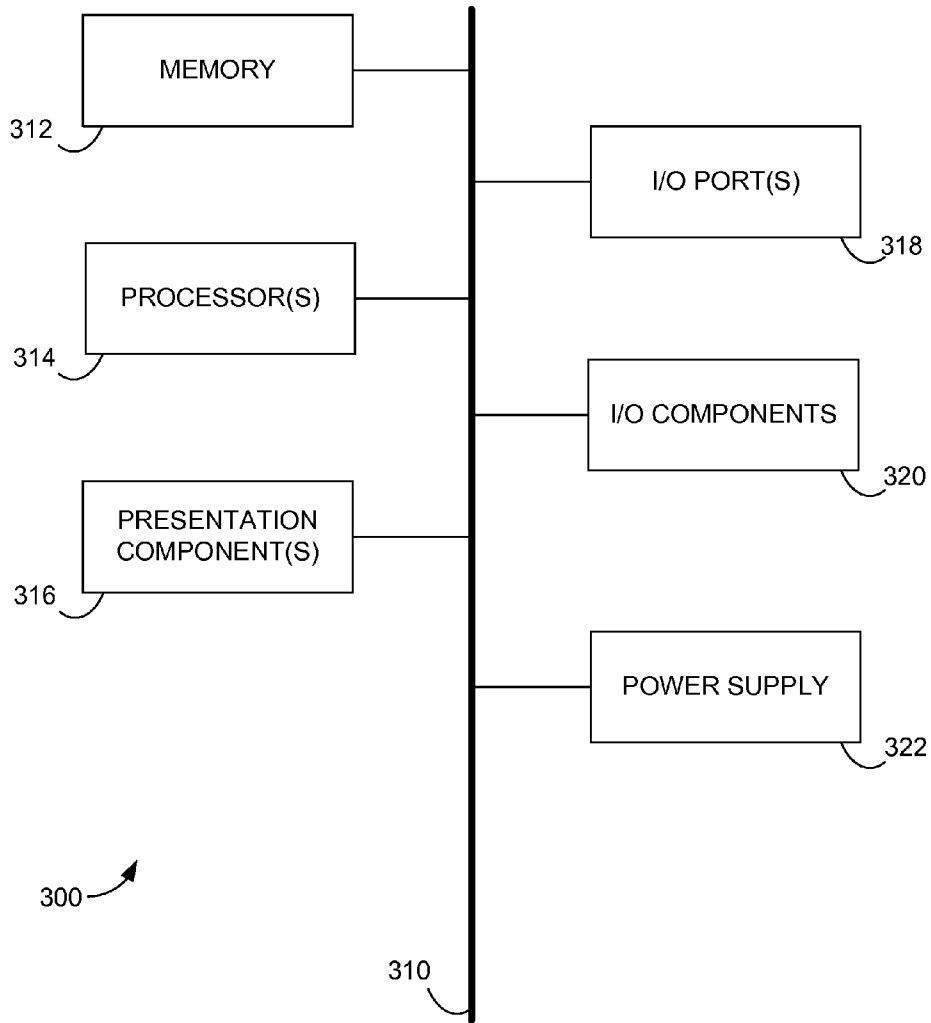 MEMORY
312
I/O PORT(S)
318
PROCESSOR(S)
314
I/O COMPONENTS
320
PRESENTATION
COMPONENT(S)
316
POWER SUPPLY
322
300
310